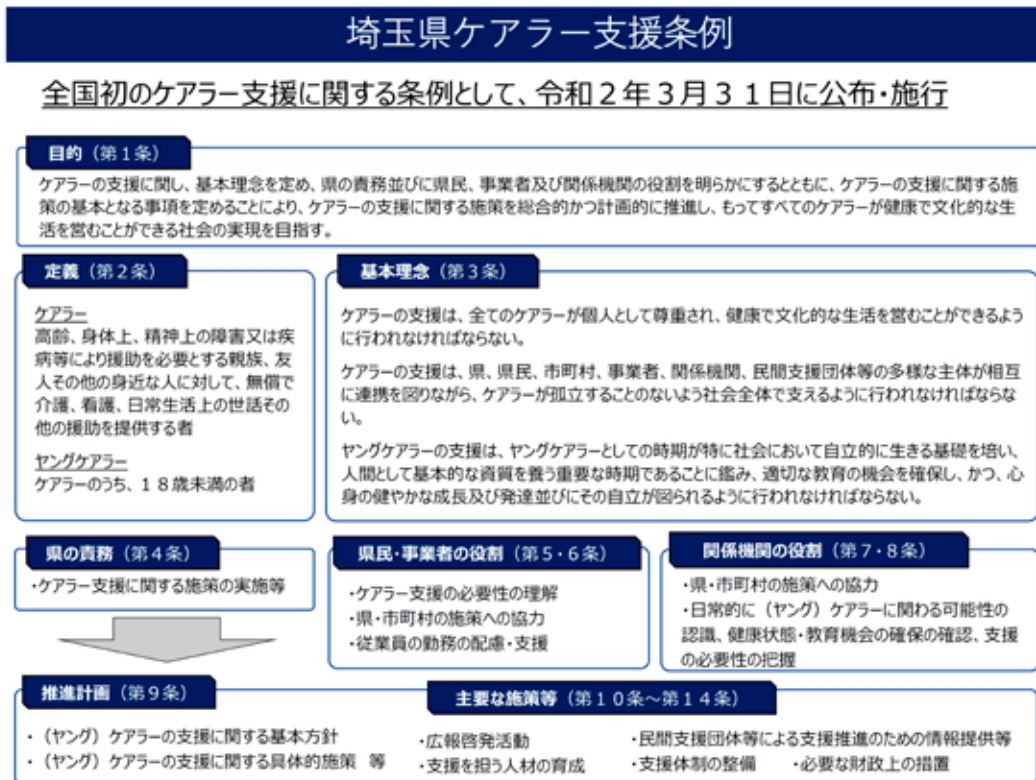 埼玉県ケアラー支援条例
全国初のケアラー支援に関する条例として、令和２年３月３１日に公布・施行
目的（第１条）
ケアラーの支援に関し、基本理念を定め、県の責務並びに県民、事業者及び関係機関の役割を明らかにするとともに、ケアラーの支援に関する施
策の基本となる事項を定めることにより、ケアラーの支援に関する施策を総合的かつ計画的に推進し、もってすべてのケアラーが健康で文化的な生
活を営むことができる社会の実現を目指す。
定義（第２条）
ケアラー
高齢、身体上、精神上の障害又は疾
病等により援助を必要とする親族、友
人その他の身近な人に対して、無償で
介護、看護、日常生活上の世話その
他の援助を提供する者
ヤングケアラー
ケアラーのうち、１８歳未満の者
基本理念（第３条）
ケアラーの支援は、全てのケアラーが個人として尊重され、健康で文化的な生活を営むことができるよう
に行われなければならない。
ケアラーの支援は、県、県民、市町村、事業者、関係機関、民間支援団体等の多様な主体が相互
に連携を図りながら、ケアラーが孤立することのないよう社会全体で支えるように行われなければならな
い。
ヤングケアラーの支援は、ヤングケアラーとしての時期が特に社会において自立的に生きる基礎を培い、
人間として基本的な資質を養う重要な時期であることに鑑み、適切な教育の機会を確保し、かつ、心
身の健やかな成長及び発達並びにその自立が図られるように行われなければならない。
県の責務（第４条）
・ケアラー支援に関する施策の実施等
県民・事業者の役割（第５・６条）
・ケアラー支援の必要性の理解
・県・市町村の施策への協力
・従業員の勤務の配慮・支援
関係機関の役割（第７・８条）
・県・市町村の施策への協力
・日常的に（ヤング）ケアラーに関わる可能性の
認識、健康状態・教育機会の確保の確認、支援
の必要性の把握
推進計画（第９条）
・（ヤング）ケアラーの支援に関する基本方針
・（ヤング）ケアラーの支援に関する具体的施策 等
主要な施策等（第１０条～第１４条）
・広報啓発活動
・支援を担う人材の育成
・民間支援団体等による支援推進のための情報提供等
・支援体制の整備 ・必要な財政上の措置